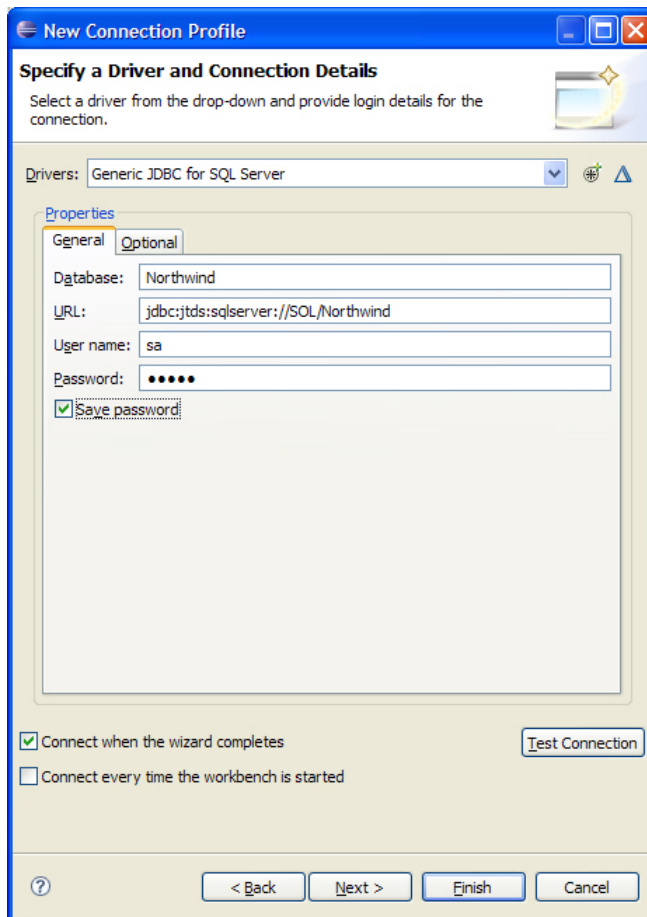 New Connection Profile
Specify a Driver and Connection Details
Select a driver from the drop-down and provide login details for the
connection.
Drivers: Generic JDBC for SQL Server
Properties
General Optional
Database: Northwind
URL: jdbc:jtds:sqlserver://SOL/Northwind
User name: sa
Password: •••••
Save password
Connect when the wizard completes
Test Connection
Connect every time the workbench is started
? < Back Next > Finish Cancel